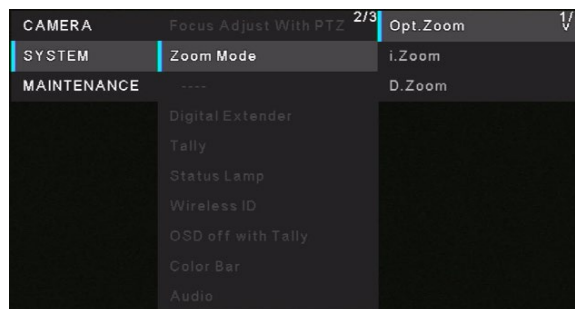 CAMERA
SYSTEM
MAINTENANCE
Focus Adjust With PTZ 2/3
Zoom Mode
----
Digital Extender
Tally
Status Lamp
Wireless ID
OSD off with Tally
Color Bar
Audio
Opt.Zoom 1/
i.Zoom
D.Zoom